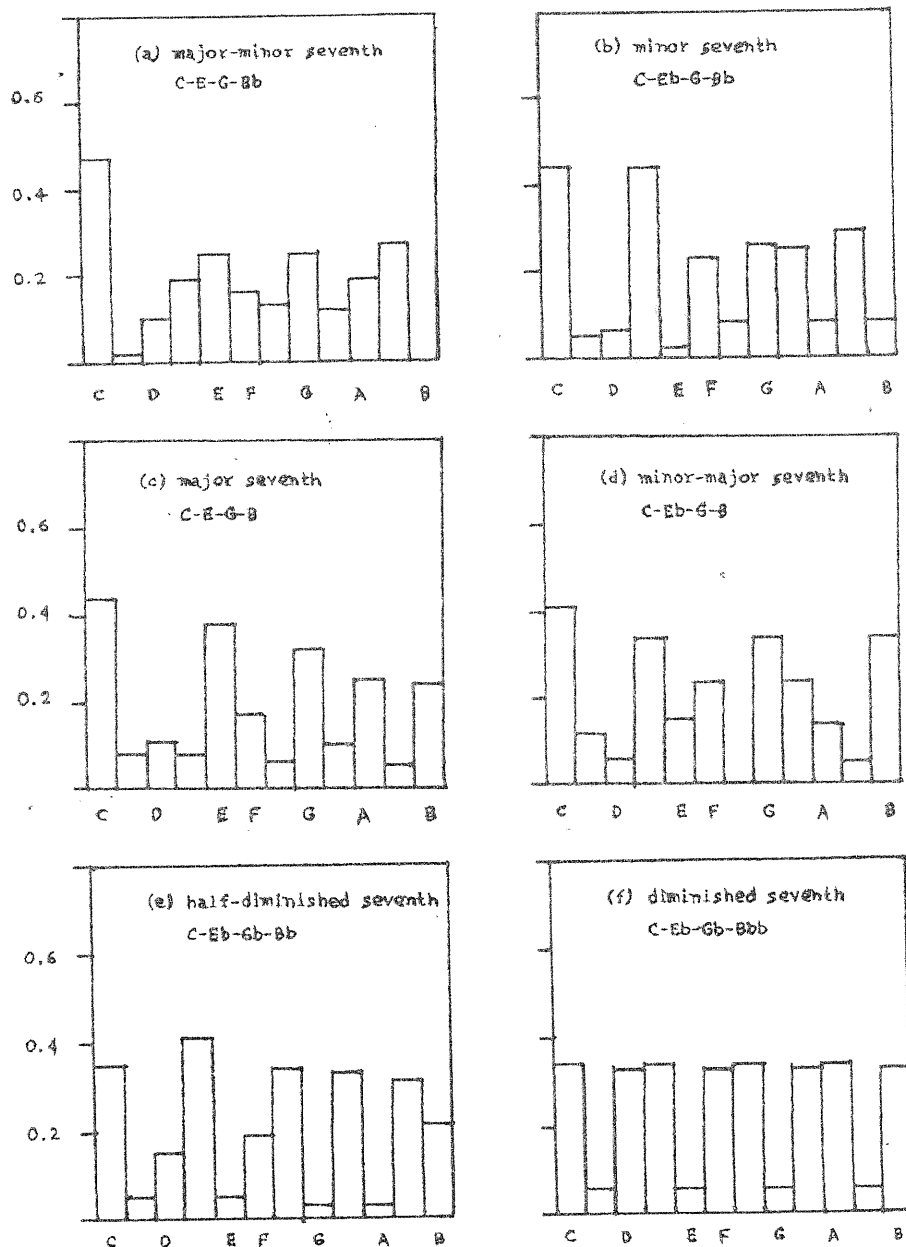 (a) major-minor seventh
C-E-G-Bb
0.6
0.4
0.2
C D E F G A B
(b) minor seventh
C-Eb-G-Bb
C D E F G A B
(c) major seventh
C-E-G-B
0.6
0.4
0.2
C D E F G A B
(d) minor-major seventh
C-Eb-G-B
C D E F G A B
(e) half-diminished seventh
C-Eb-Gb-Bb
0.6
0.4
0.2
C D E F G A B
(f) diminished seventh
C-Eb-Gb-Bbb
C D E F G A B